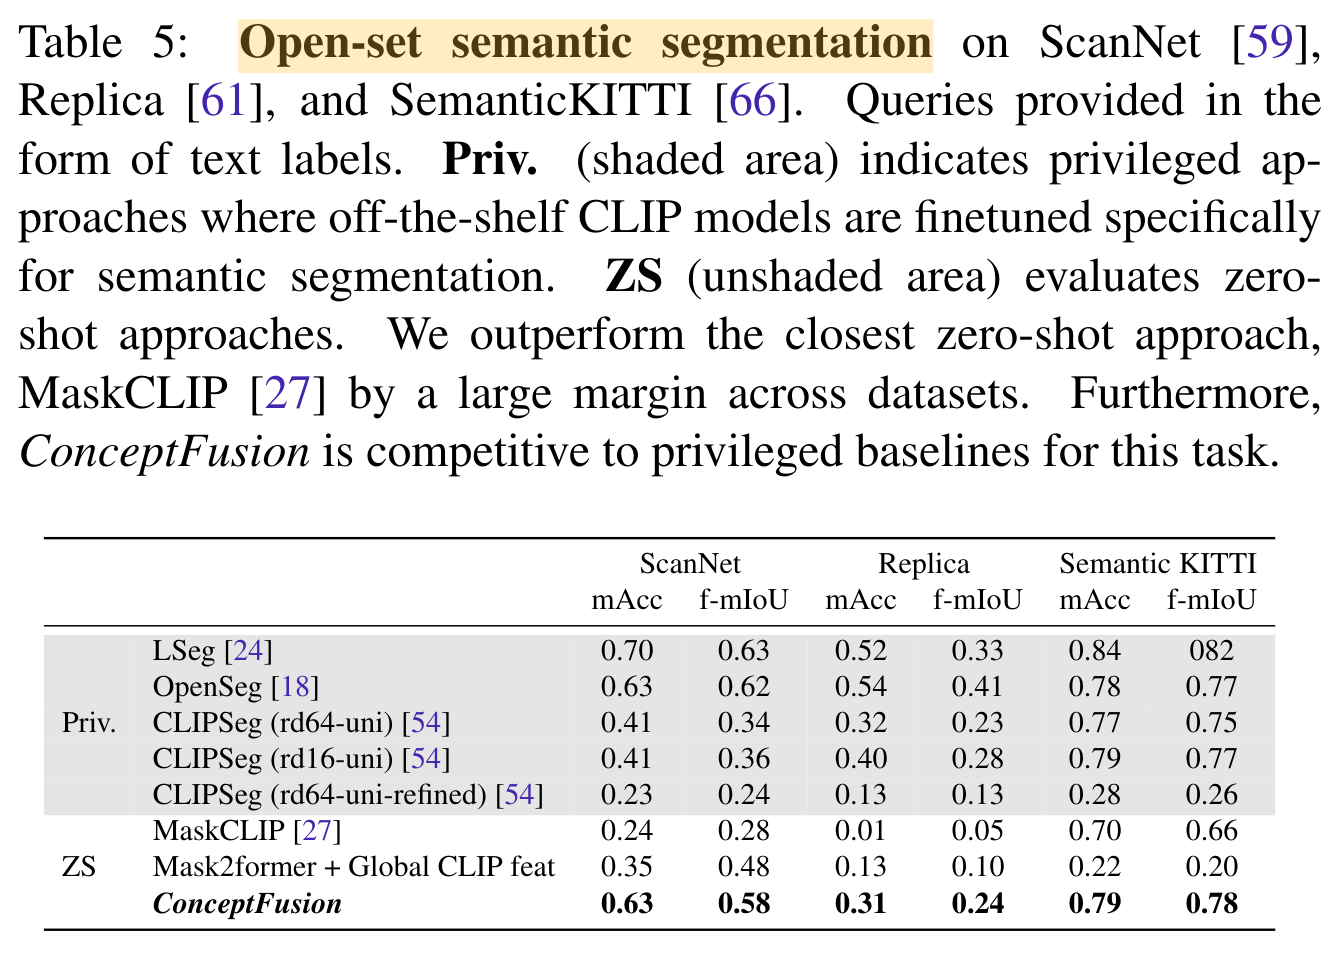 Table 5: Open-set semantic segmentation on ScanNet [59],
Replica [61], and SemanticKITTI [66]. Queries provided in the
form of text labels. Priv. (shaded area) indicates privileged ap-
proaches where off-the-shelf CLIP models are finetuned specifically
for semantic segmentation. ZS (unshaded area) evaluates zero-
shot approaches. We outperform the closest zero-shot approach,
MaskCLIP [27] by a large margin across datasets. Furthermore,
ConceptFusion is competitive to privileged baselines for this task.
ScanNet Replica Semantic KITTI
mAcc f-mIoU mAcc f-mIoU mAcc f-mIoU
LSeg [24] 0.70 0.63 0.52 0.33 0.84 082
OpenSeg [18] 0.63 0.62 0.54 0.41 0.78 0.77
Priv. CLIPSeg (rd64-uni) [54] 0.41 0.34 0.32 0.23 0.77 0.75
CLIPSeg (rd16-uni) [54] 0.41 0.36 0.40 0.28 0.79 0.77
CLIPSeg (rd64-uni-refined) [54] 0.23 0.24 0.13 0.13 0.28 0.26
MaskCLIP [27] 0.24 0.28 0.01 0.05 0.70 0.66
ZS Mask2former + Global CLIP feat 0.35 0.48 0.13 0.10 0.22 0.20
ConceptFusion 0.63 0.58 0.31 0.24 0.79 0.78